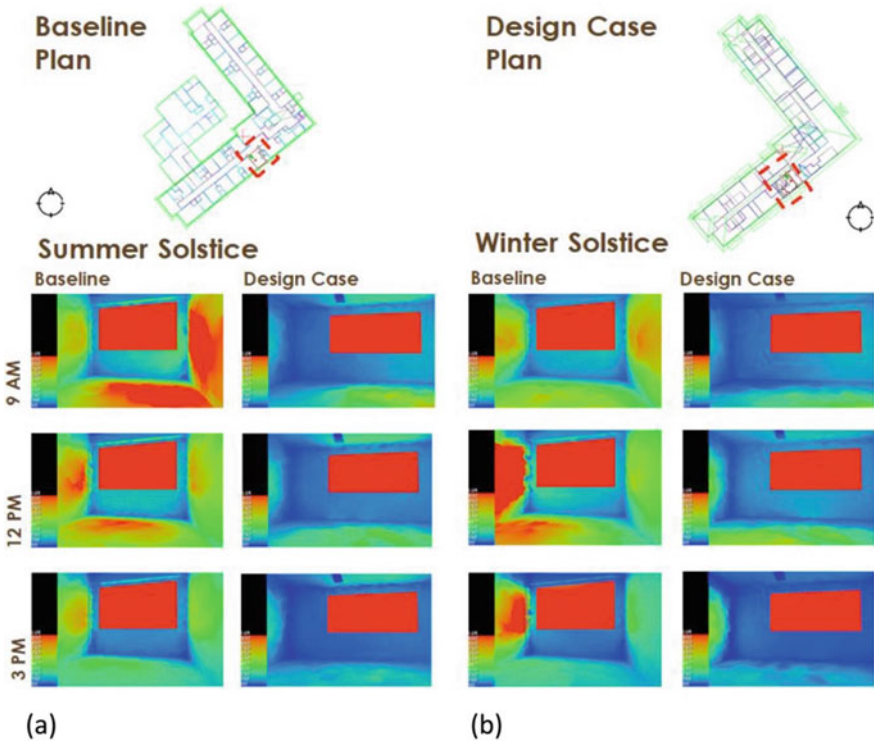 Baseline
Plan
Design Case
Plan
Summer Solstice
Baseline
Design Case
Winter Solstice
Baseline
Design Case
9 AM
12 PM
3 PM
(a)
(b)